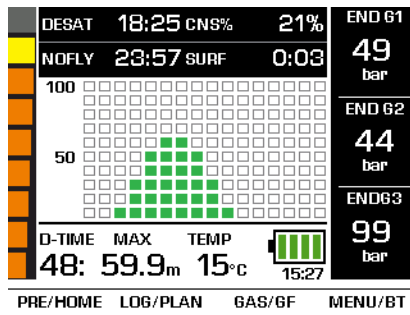 DESAT 18:25 CNS% 21%
NOFLY 23:57 SURF 0:03
100
50
D-TIME MAX TEMP
48: 59.9m 15°C
15:27
END G1
49
bar
END G2
44
bar
ENDG3
99
bar
PRE/HOME LOG/PLAN GAS/GF MENU/BT